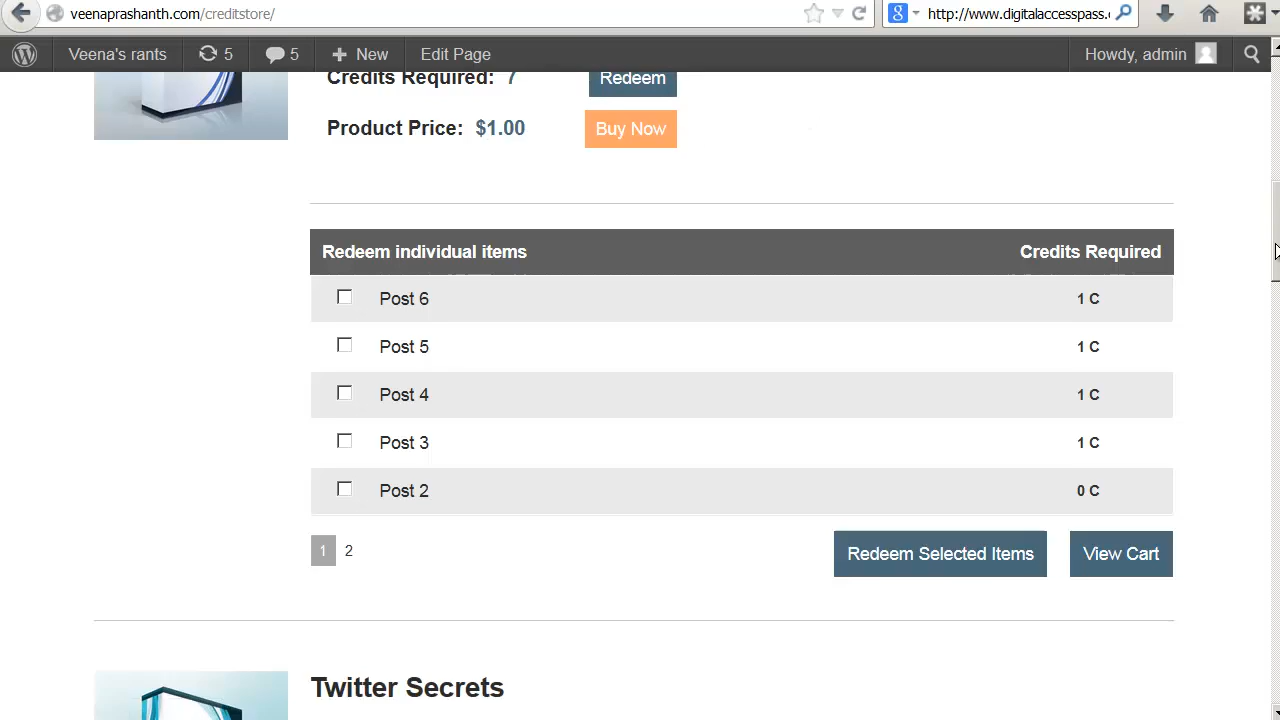 veenaprashanth.com/creditstore/
http://www.digitalaccesspass.c
Veena's rants 5 5 New Edit Page Howdy, admin
Credits Required: 7 Redeem
Product Price: $1.00 Buy Now
Redeem individual items Credits Required
Post 6 1 C
Post 5 1 C
Post 4 1 C
Post 3 1 C
Post 2 0 C
1 2 Redeem Selected Items View Cart
Twitter Secrets